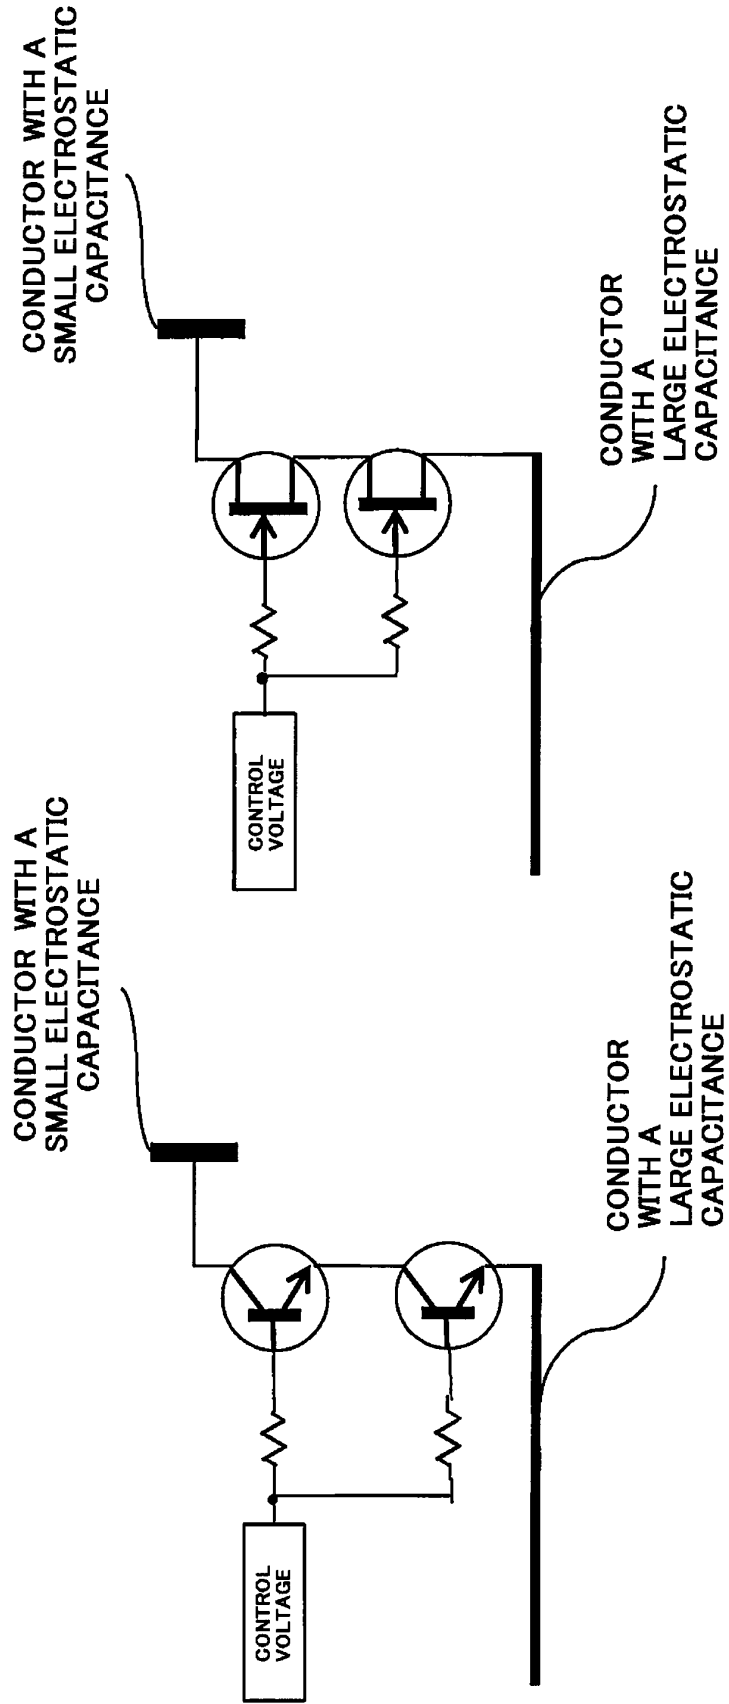 CONDUCTOR WITH A
SMALL ELECTROSTATIC
CAPACITANCE
CONTROL
VOLTAGE
CONDUCTOR
WITH A
LARGE ELECTROSTATIC
CAPACITANCE
CONDUCTOR WITH A
SMALL ELECTROSTATIC
CAPACITANCE
CONTROL
VOLTAGE
CONDUCTOR
WITH A
LARGE ELECTROSTATIC
CAPACITANCE